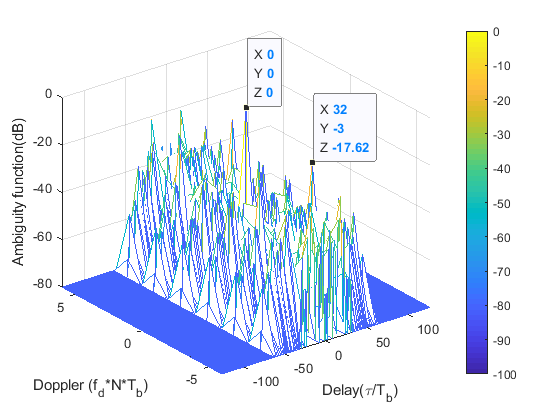 X 0
Y 0
Z 0
X 32
Y -3
Z -17.62
0
-20
-40
-60
-80
Ambiguity function(dB)
5
0
-5
Doppler (f_d*N*T_b)
-100
-50
0
50
100
Delay(τ/T_b)
0
-10
-20
-30
-40
-50
-60
-70
-80
-90
-100